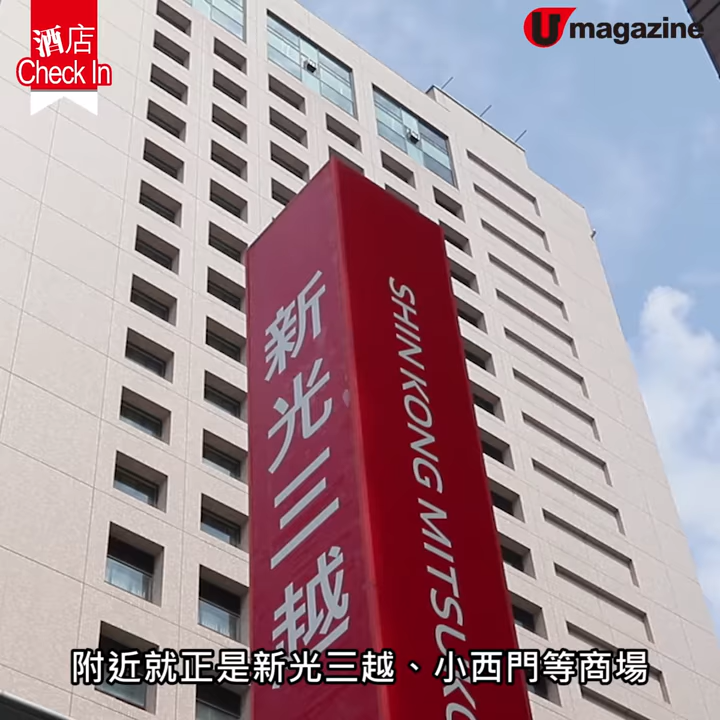 酒店
Check In
U magazine
新光三越
SHIN KONG MITSUKO
附近就正是新光三越、小西門等商場